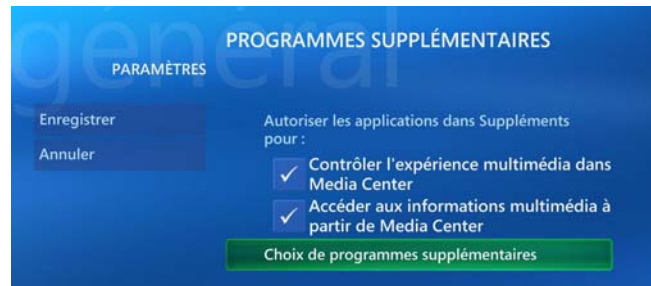 général
PROGRAMMES SUPPLÉMENTAIRES
PARAMÈTRES
Enregistrer
Annuler
Autoriser les applications dans Suppléments
pour :
Contrôler l'expérience multimédia dans
Media Center
Accéder aux informations multimédia à
partir de Media Center
Choix de programmes supplémentaires